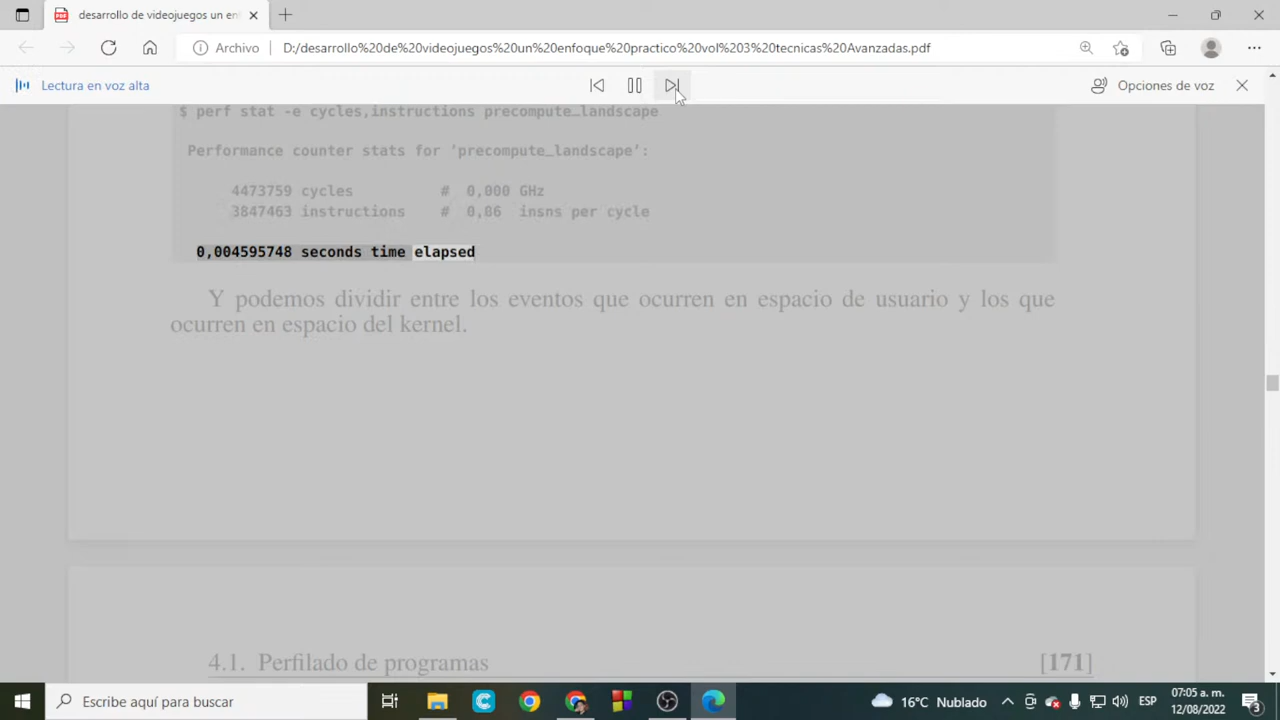 desarrollo de videojuegos un en
Archivo
D:/desarrollo%20de%20videojuegos%20un%20enfoque%20practico%20vol%203%20tecnicas%20Avanzadas.pdf
Lectura en voz alta
Opciones de voz
$ perf stat -e cycles,instructions precompute_landscape
Performance counter stats for ‘precompute_landscape’:
4473759 cycles # 0,000 GHz
3847463 instructions # 0,86 insns per cycle
0,004595748 seconds time elapsed
Y podemos dividir entre los eventos que ocurren en espacio de usuario y los que
ocurren en espacio del kernel.
4.1. Perfilado de programas [171]
Escribe aquí para buscar
16°C Nublado
ESP
07:05 a. m.
12/08/2022
3